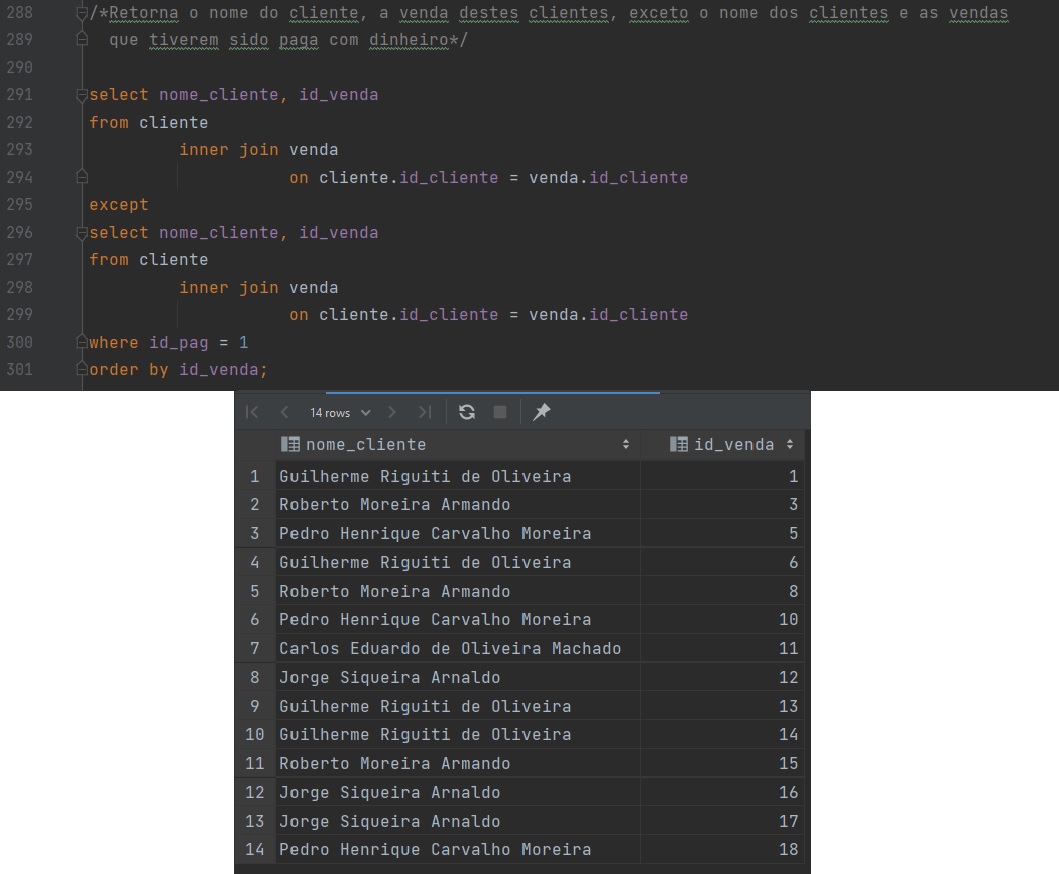 288 /*Retorna o nome do cliente, a venda destes clientes, exceto o nome dos clientes e as vendas
289 que tiverem sido paga com dinheiro*/
290
291 select nome_cliente, id_venda
292 from cliente
293 inner join venda
294 on cliente.id_cliente = venda.id_cliente
295 except
296 select nome_cliente, id_venda
297 from cliente
298 inner join venda
299 on cliente.id_cliente = venda.id_cliente
300 where id_pag = 1
301 order by id_venda;
14 rows
nome_cliente id_venda
1 Guilherme Riguiti de Oliveira 1
2 Roberto Moreira Armando 3
3 Pedro Henrique Carvalho Moreira 5
4 Guilherme Riguiti de Oliveira 6
5 Roberto Moreira Armando 8
6 Pedro Henrique Carvalho Moreira 10
7 Carlos Eduardo de Oliveira Machado 11
8 Jorge Siqueira Arnaldo 12
9 Guilherme Riguiti de Oliveira 13
10 Guilherme Riguiti de Oliveira 14
11 Roberto Moreira Armando 15
12 Jorge Siqueira Arnaldo 16
13 Jorge Siqueira Arnaldo 17
14 Pedro Henrique Carvalho Moreira 18